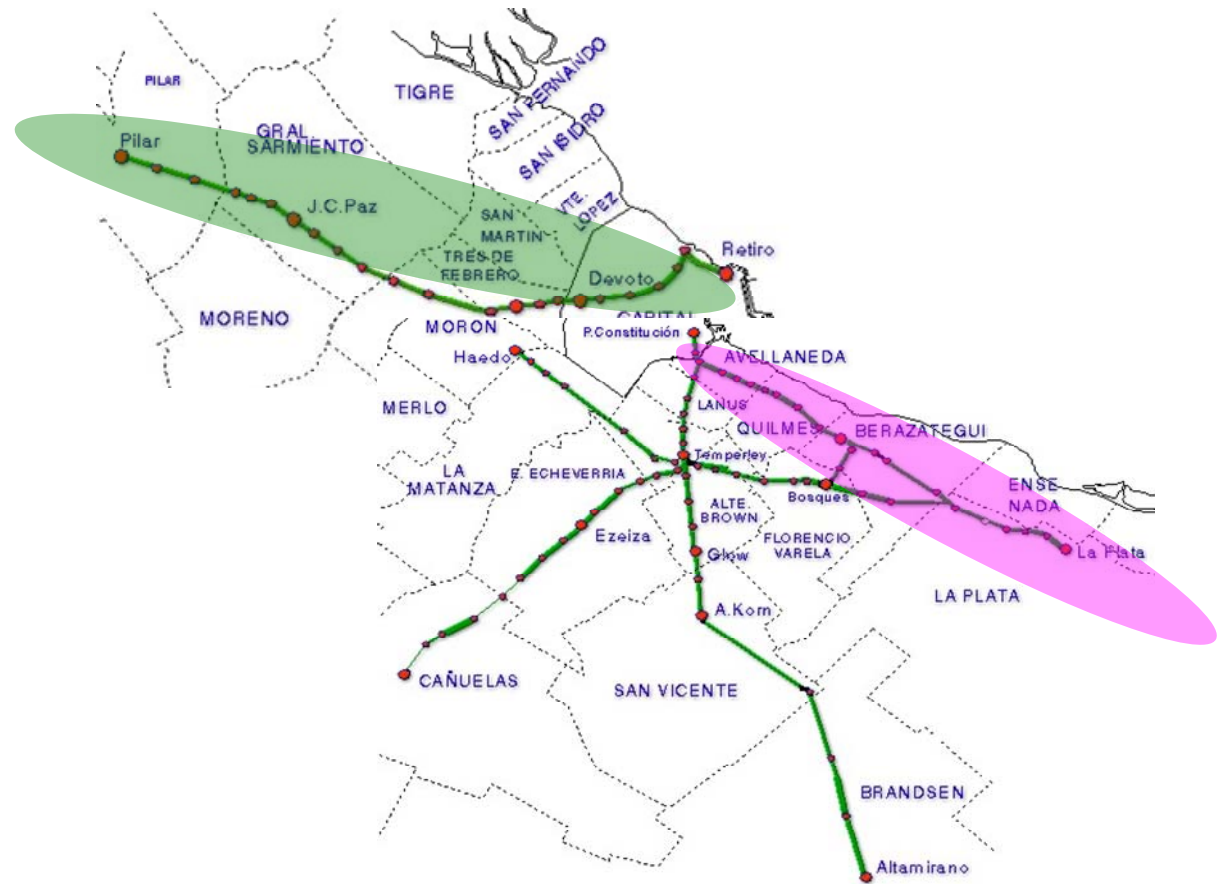 PILAR
TIGRE
SAN FERNANDO
SAN ISIDRO
VTE.
LOPEZ
GRAL.
SARMIENTO
Pilar
J.C.Paz
SAN
MARTIN
TRES DE
FEBRERO
Retiro
Devoto
CAPITAL
MORENO
MORON
P.Constitución
AVELLANEDA
Haedo
MERLO
LANUS
QUILMES
BERAZATEGUI
Temperley
LA
MATANZA
E. ECHEVERRIA
Bosques
ENSE
NADA
ALTE.
BROWN
FLORENCIO
VARELA
Ezeiza
Glow
La Plata
LA PLATA
A.Korn
CAÑUELAS
SAN VICENTE
BRANDSEN
Altamirano